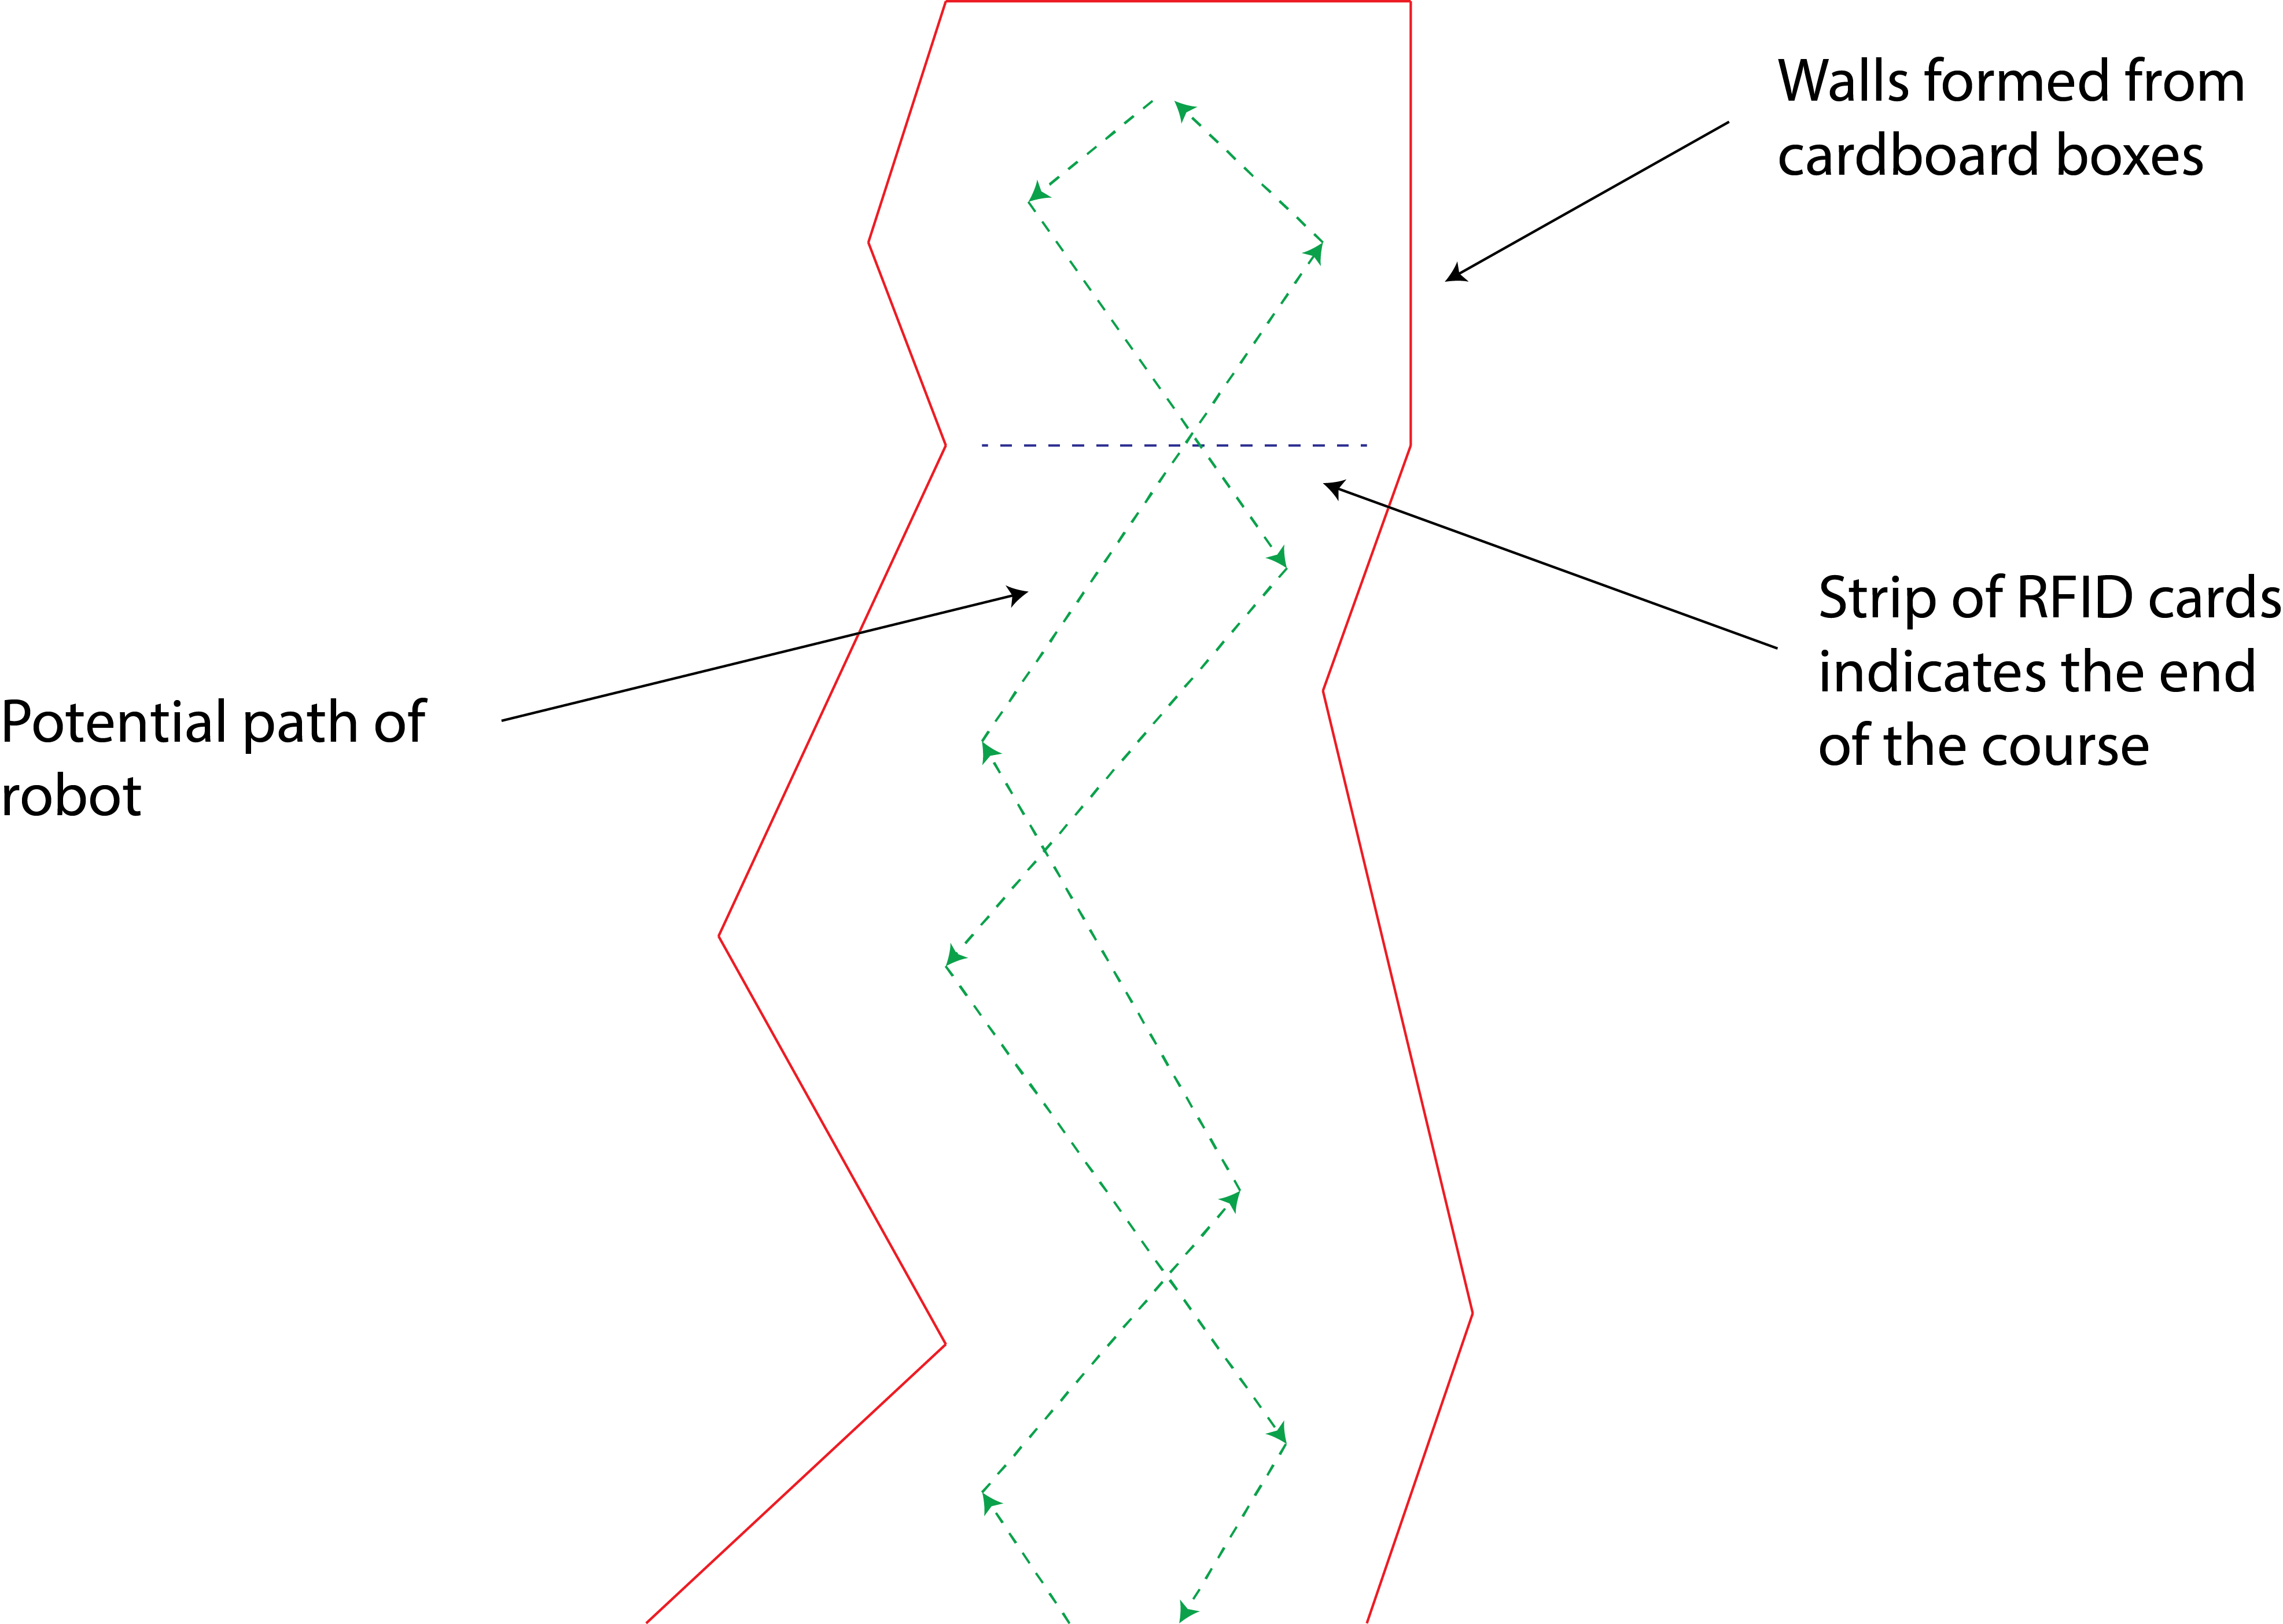 Walls formed from
cardboard boxes
Strip of RFID cards
indicates the end
of the course
Potential path of
robot